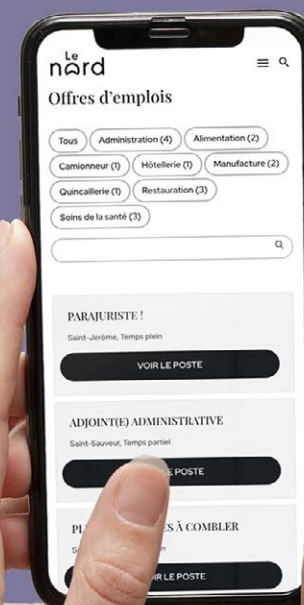 Le
nord
Offres d'emplois
Tous Administration (4) Alimentation (2)
Camionneur (1) Hôtellerie (1) Manufacture (2)
Quincaillerie (1) Restauration (3)
Soins de la santé (3)
PARAJURISTE !
Saint-Jérôme, Temps plein
VOIR LE POSTE
ADJOINT(E) ADMINISTRATIVE
Saint-Sauveur, Temps partiel
POSTE
À COMBLER
VOIR LE POSTE